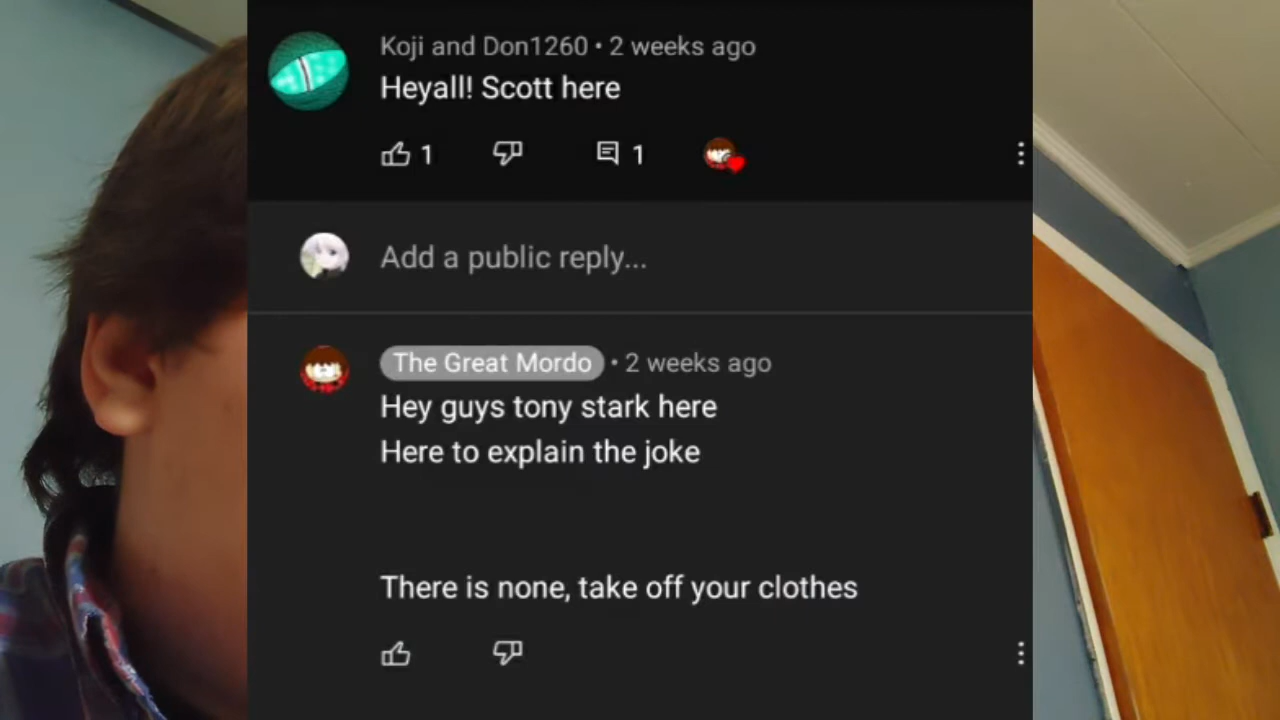 Koji and Don1260 • 2 weeks ago
Heyall! Scott here
1
1
Add a public reply...
The Great Mordo • 2 weeks ago
Hey guys tony stark here
Here to explain the joke
There is none, take off your clothes